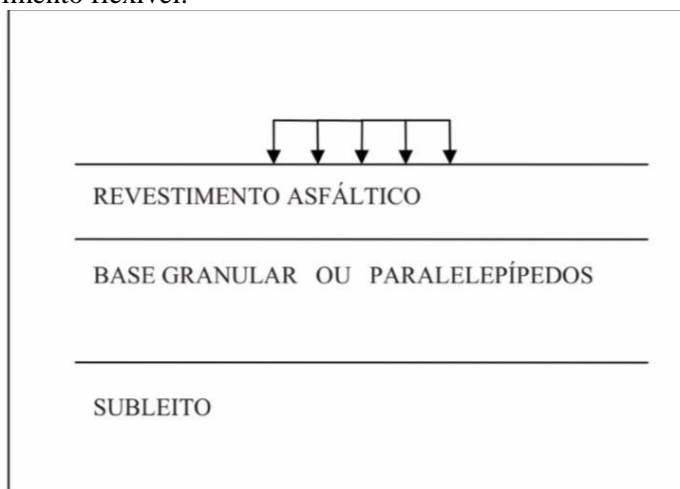 REVESTIMENTO ASFÁLTICO
BASE GRANULAR OU PARALELEPÍPEDOS
SUBLEITO